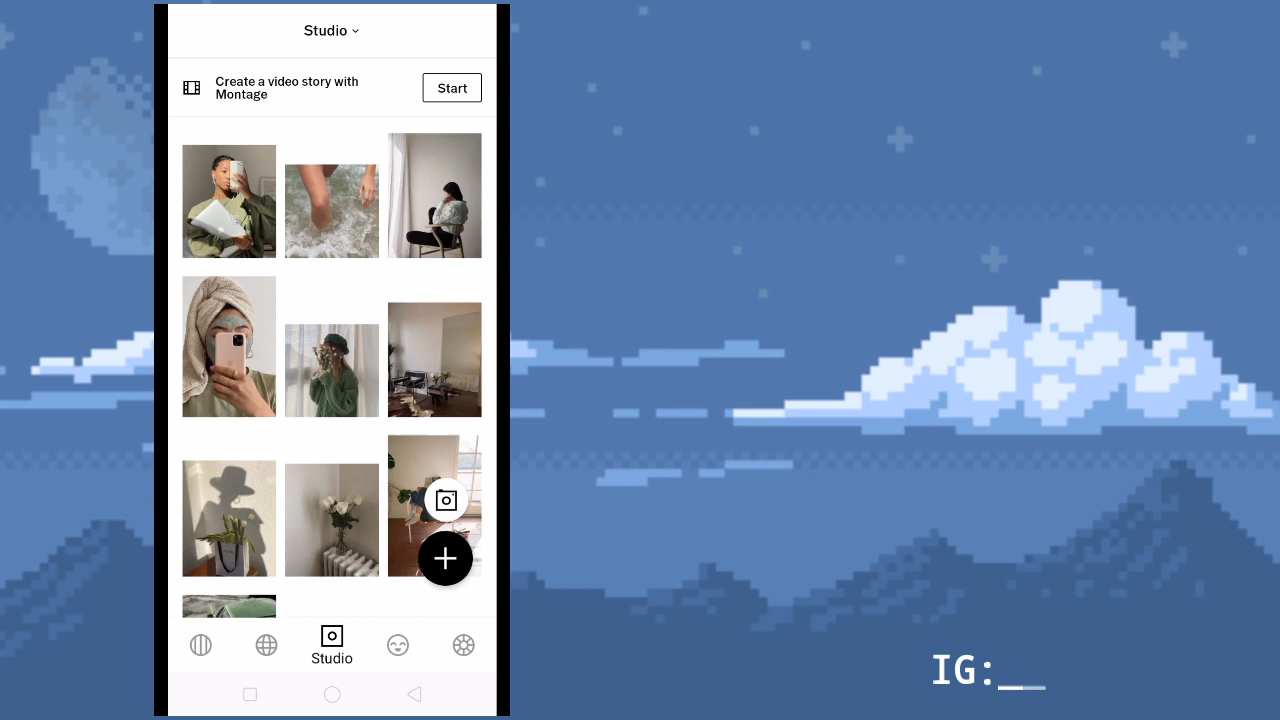 Studio
Create a video story with
Montage
Start
Studio
IG:__